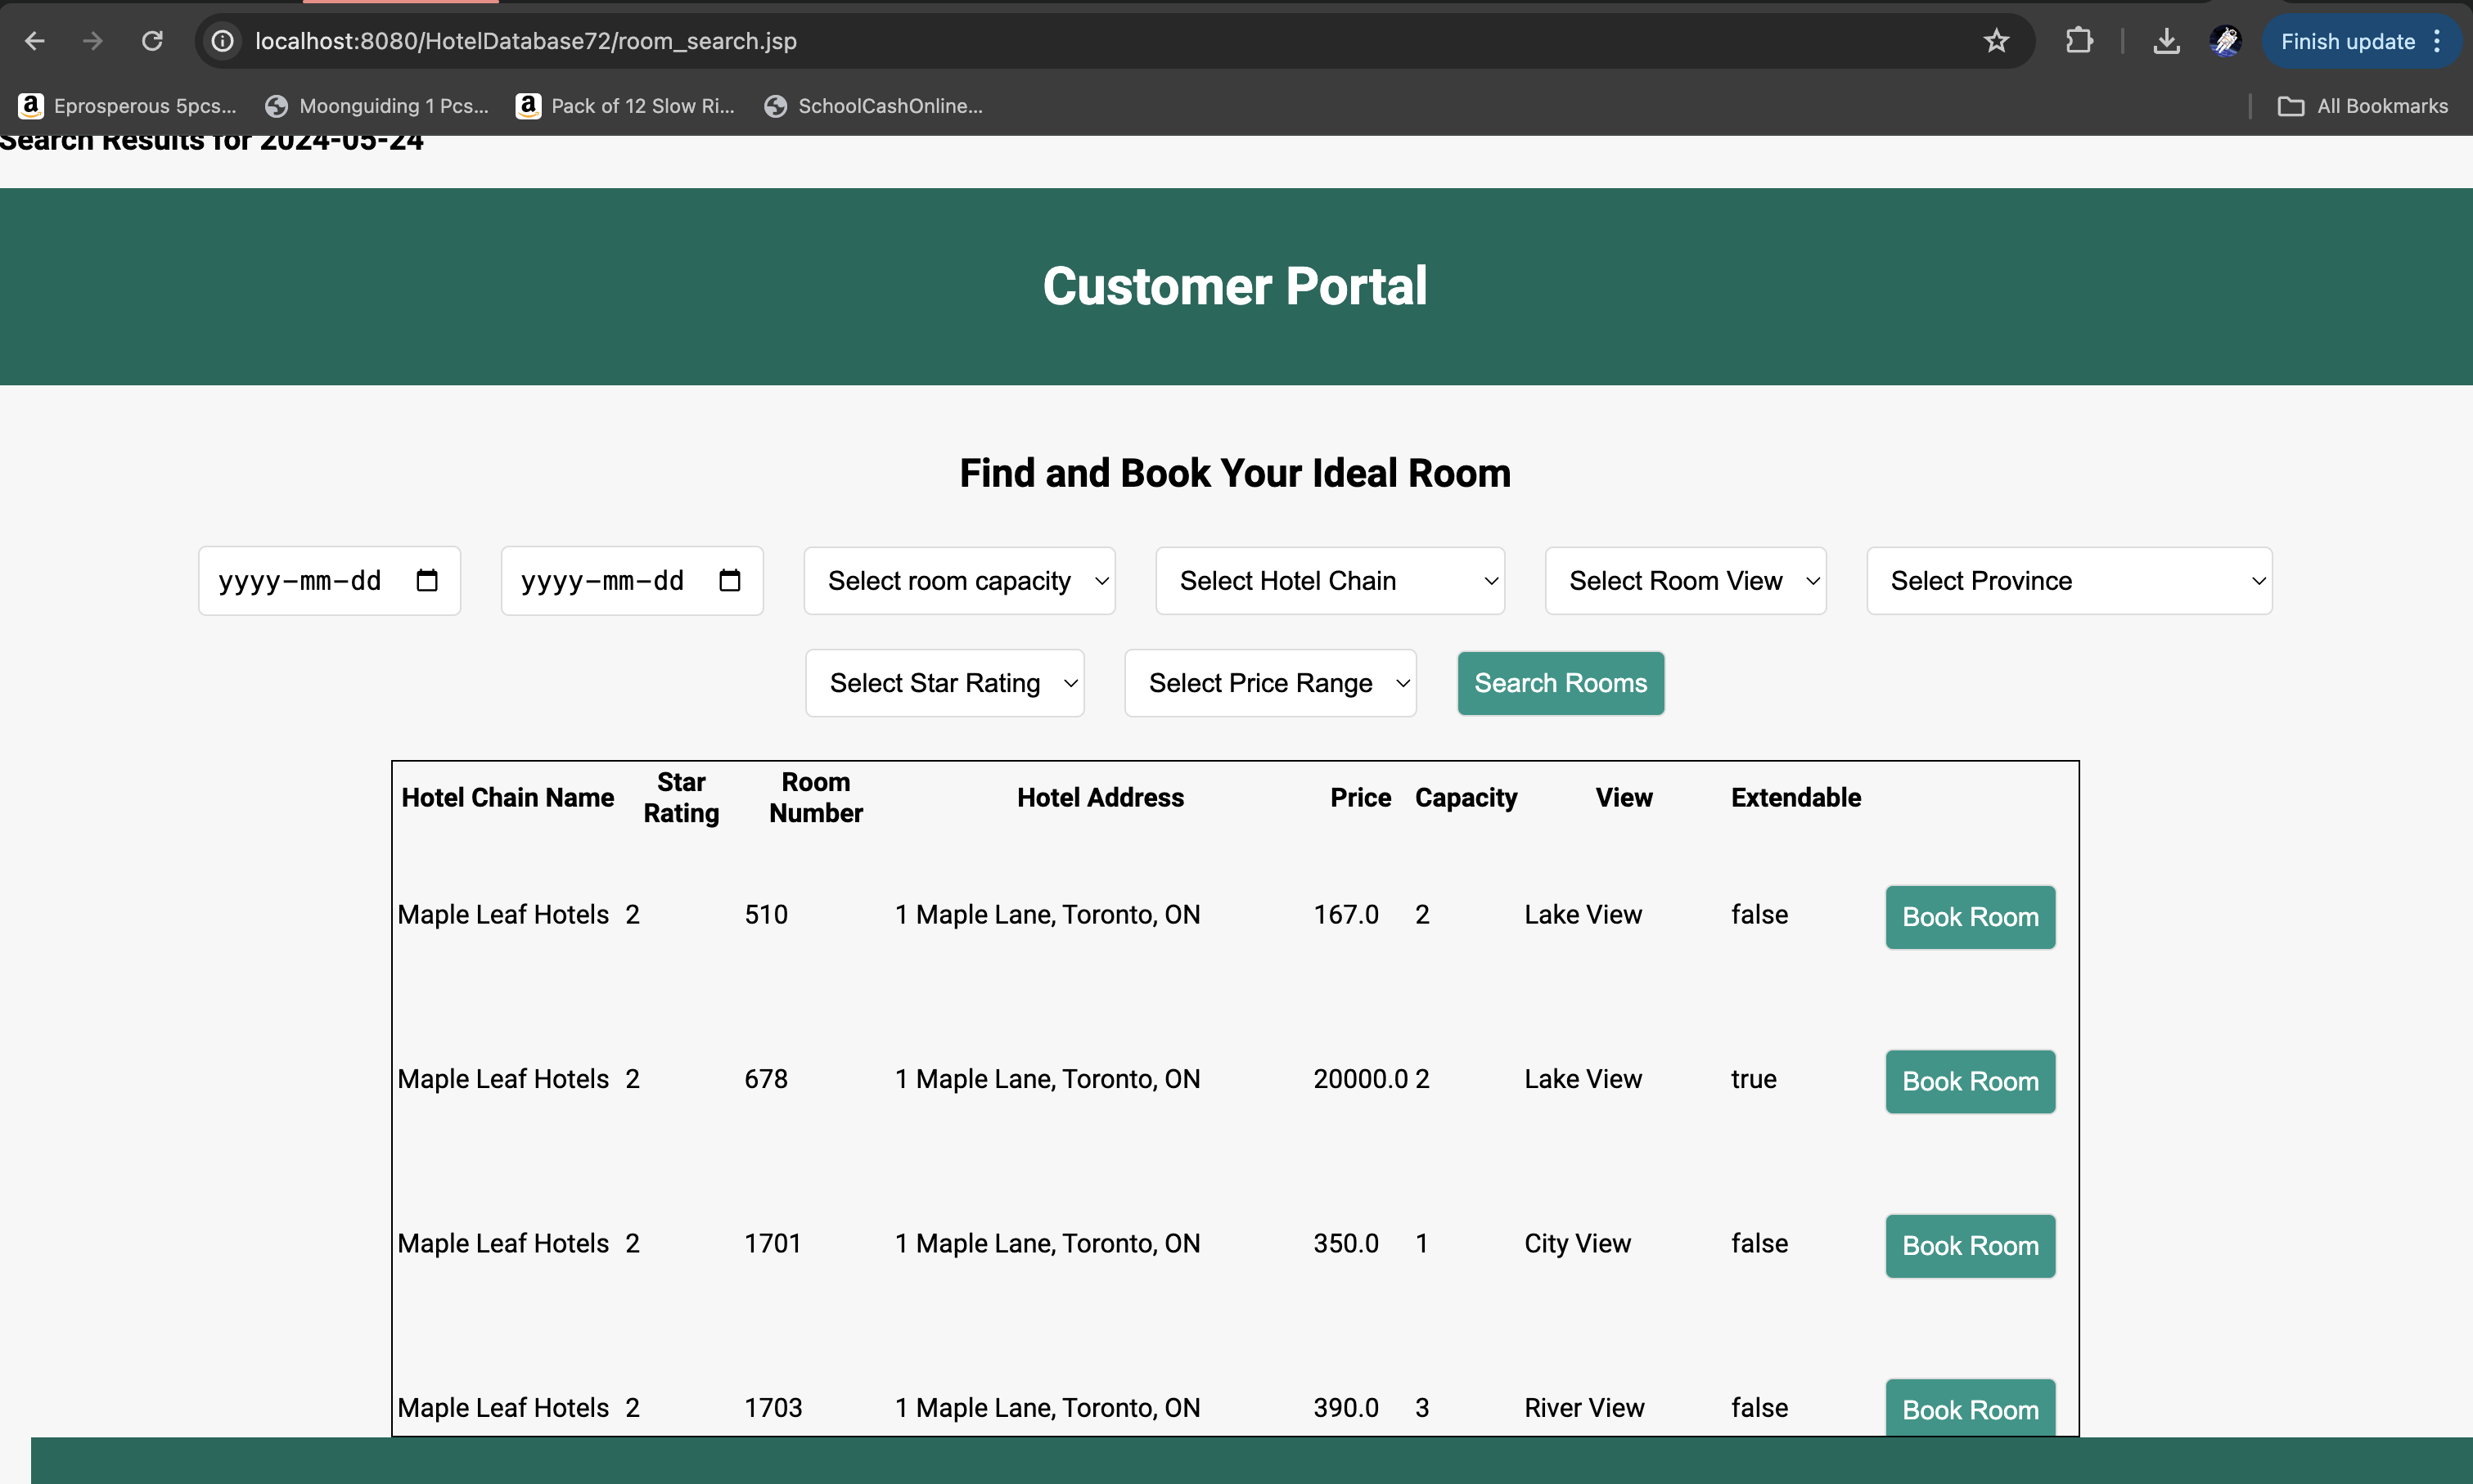 localhost:8080/HotelDatabase72/room_search.jsp
Finish update
Eprosperous 5pcs...
Moonguiding 1 Pcs...
Pack of 12 Slow Ri...
SchoolCashOnline...
All Bookmarks
Search Results for 2024-05-24
Customer Portal
Find and Book Your Ideal Room
yyyy-mm-dd yyyy-mm-dd Select room capacity Select Hotel Chain Select Room View Select Province
Select Star Rating Select Price Range Search Rooms
Hotel Chain Name Star Rating Room Number Hotel Address Price Capacity View Extendable
Maple Leaf Hotels 2 510 1 Maple Lane, Toronto, ON 167.0 2 Lake View false Book Room
Maple Leaf Hotels 2 678 1 Maple Lane, Toronto, ON 20000.0 2 Lake View true Book Room
Maple Leaf Hotels 2 1701 1 Maple Lane, Toronto, ON 350.0 1 City View false Book Room
Maple Leaf Hotels 2 1703 1 Maple Lane, Toronto, ON 390.0 3 River View false Book Room